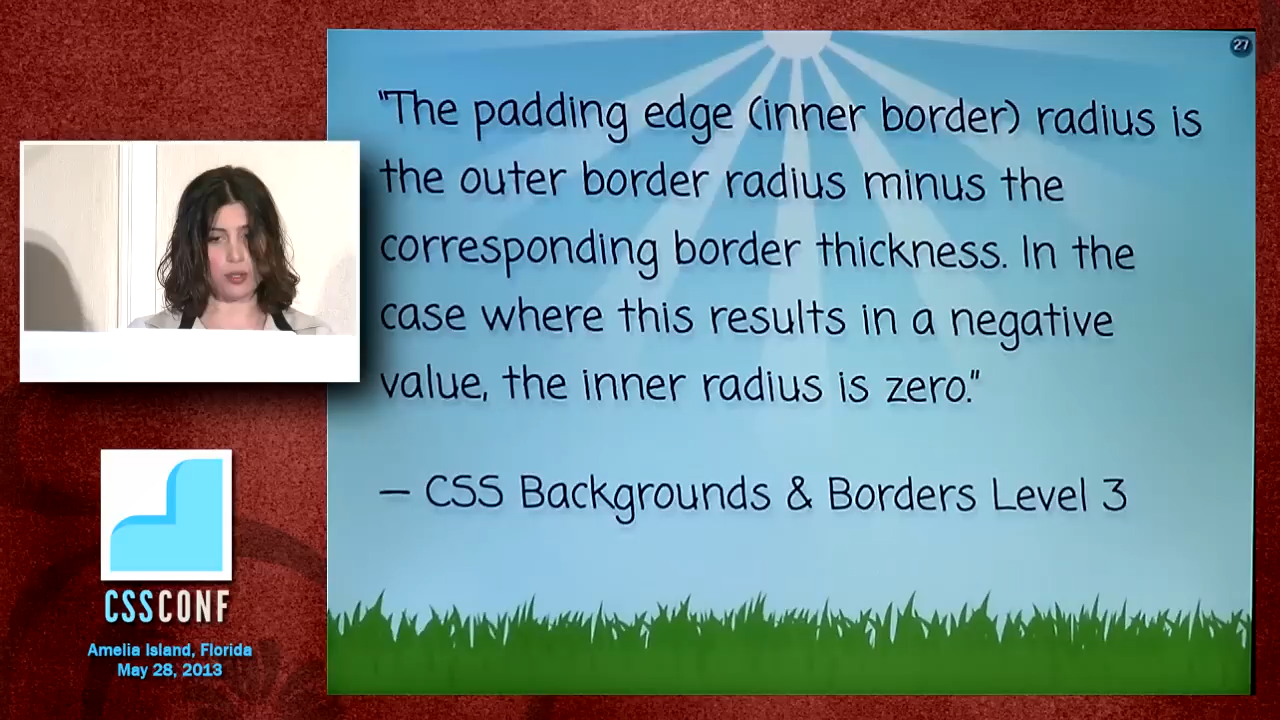 27
"The padding edge (inner border) radius is
the outer border radius minus the
corresponding border thickness. In the
case where this results in a negative
value, the inner radius is zero."
– CSS Backgrounds & Borders Level 3
CSSCONF
Amelia Island, Florida
May 28, 2013